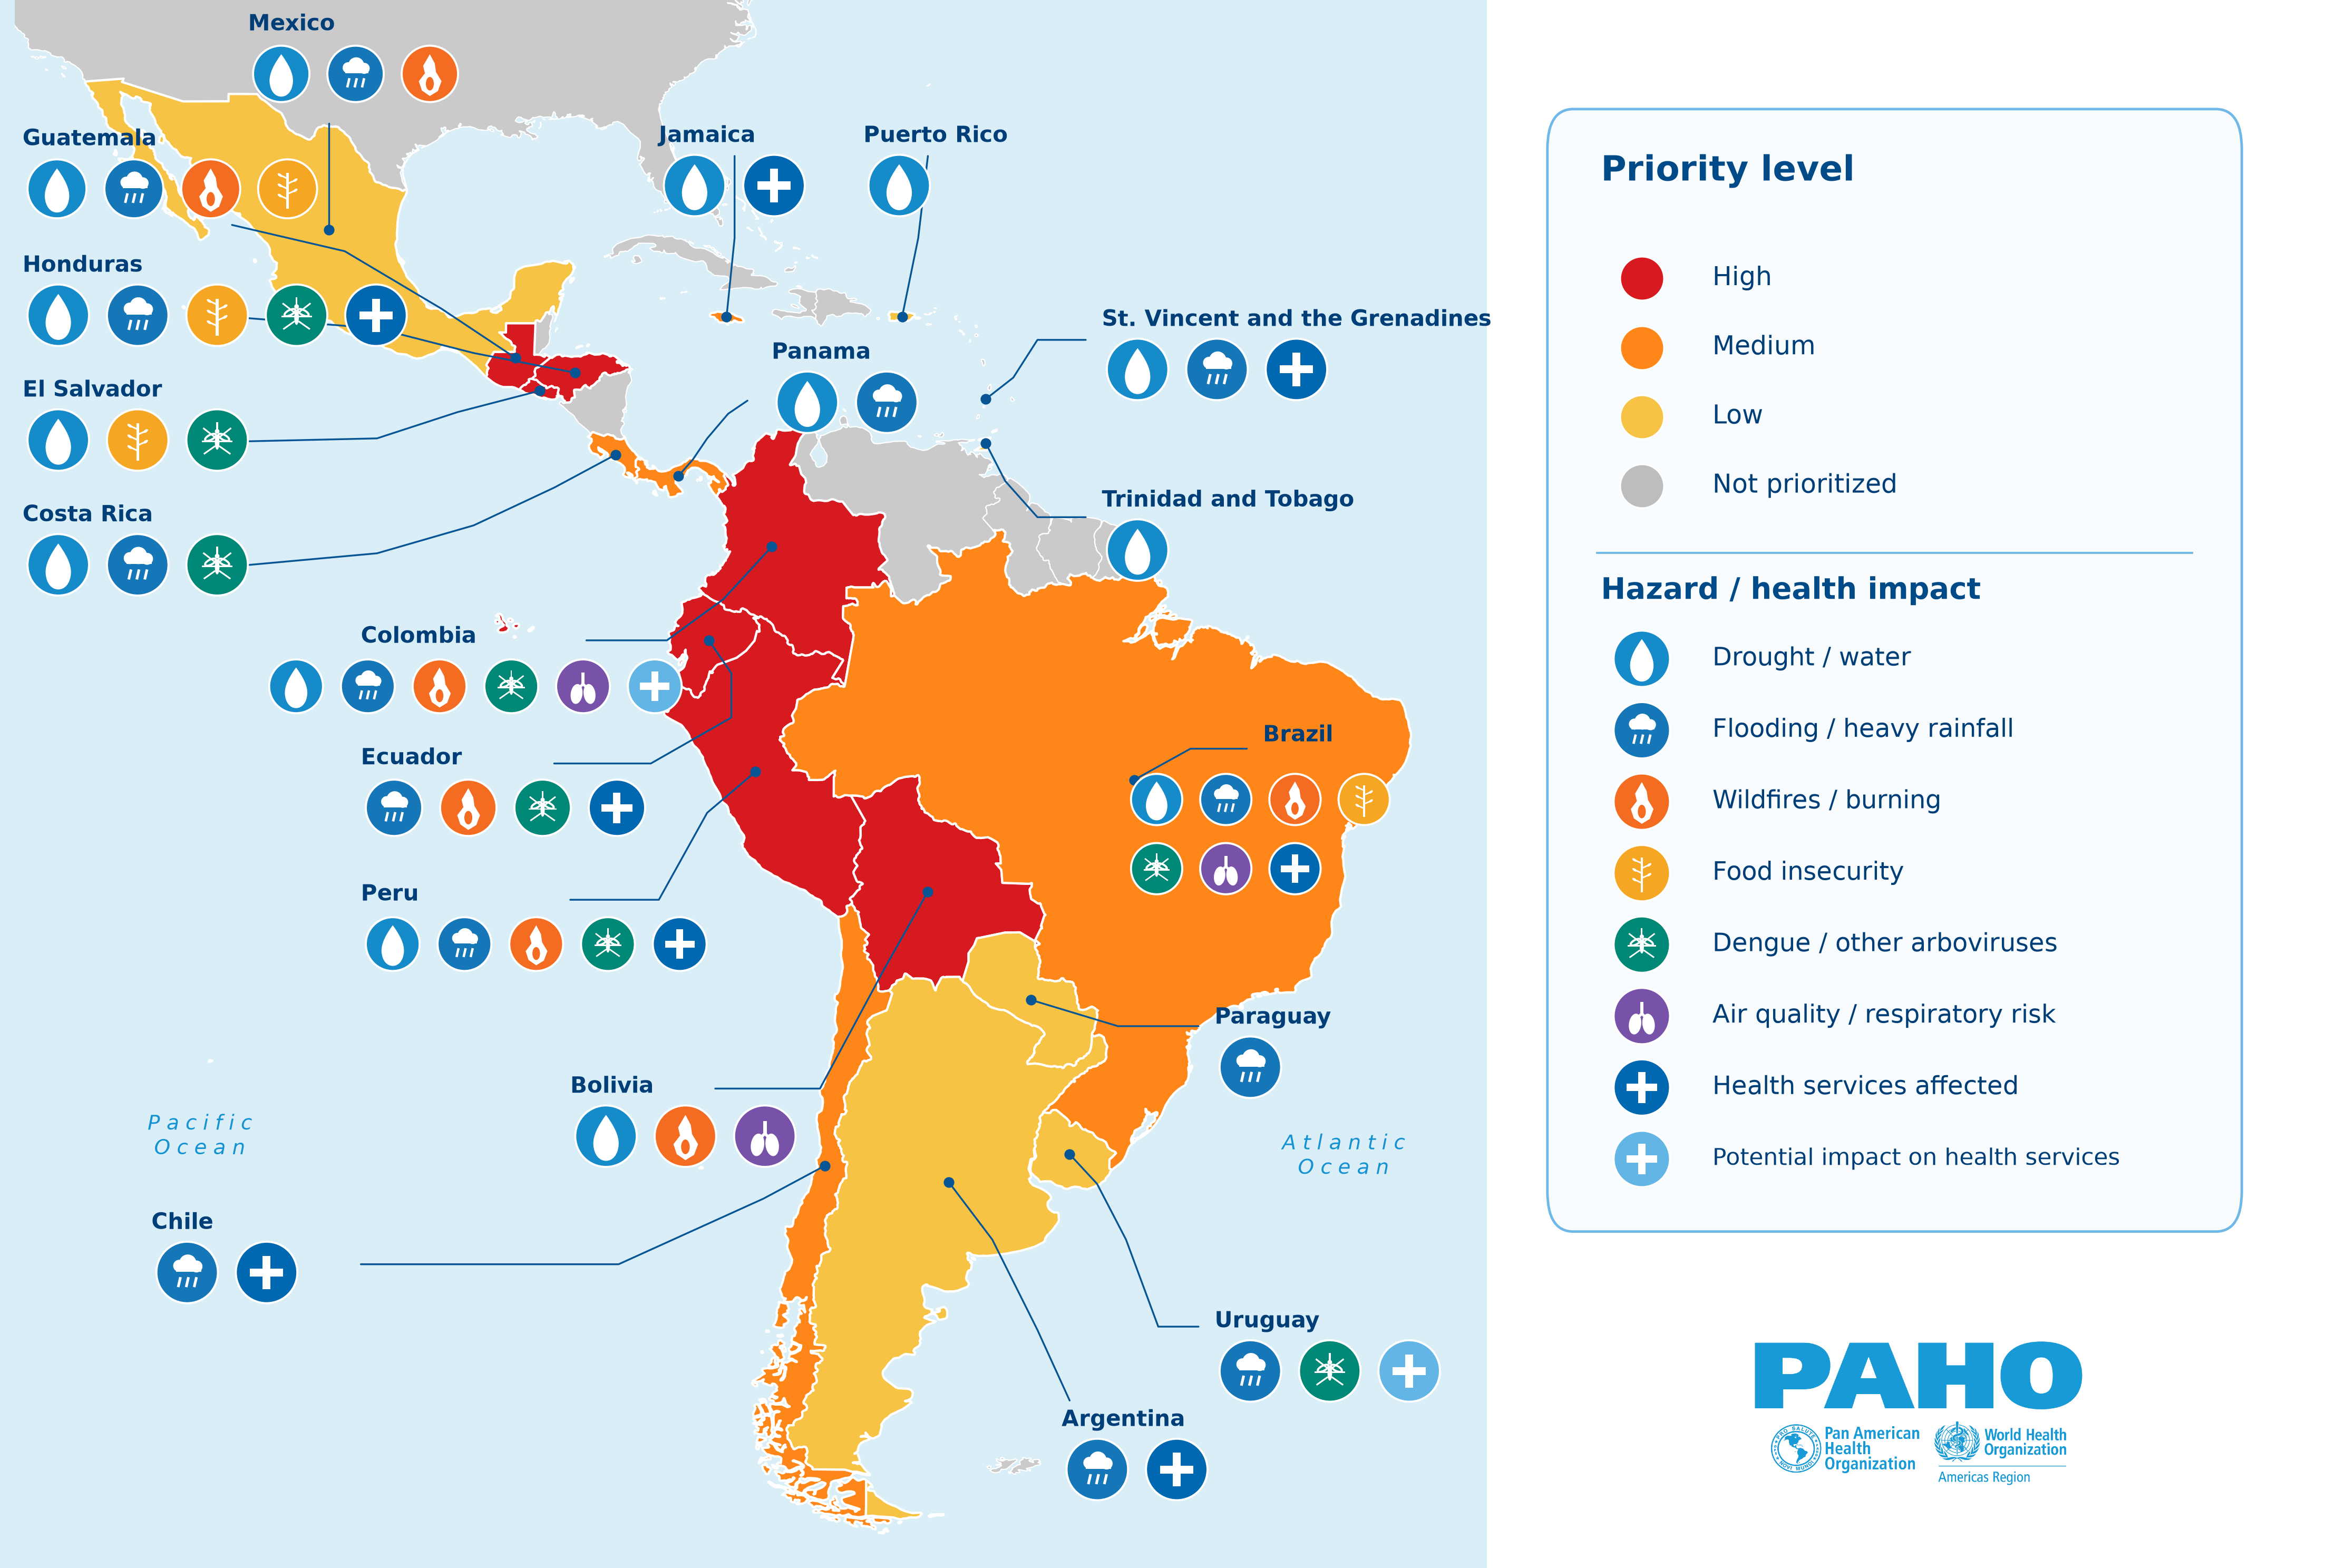 Mexico
Guatemala
Jamaica
Puerto Rico
Honduras
St. Vincent and the Grenadines
Panama
El Salvador
Trinidad and Tobago
Costa Rica
Colombia
Brazil
Ecuador
Peru
Paraguay
Bolivia
Pacific
Ocean
Atlantic
Ocean
Chile
Uruguay
Argentina
Priority level
High
Medium
Low
Not prioritized
Hazard / health impact
Drought / water
Flooding / heavy rainfall
Wildfires / burning
Food insecurity
Dengue / other arboviruses
Air quality / respiratory risk
Health services affected
Potential impact on health services
PAHO
PRO SALUTE
NOVI MUNDI
Pan American
Health
Organization
World Health
Organization
Americas Region